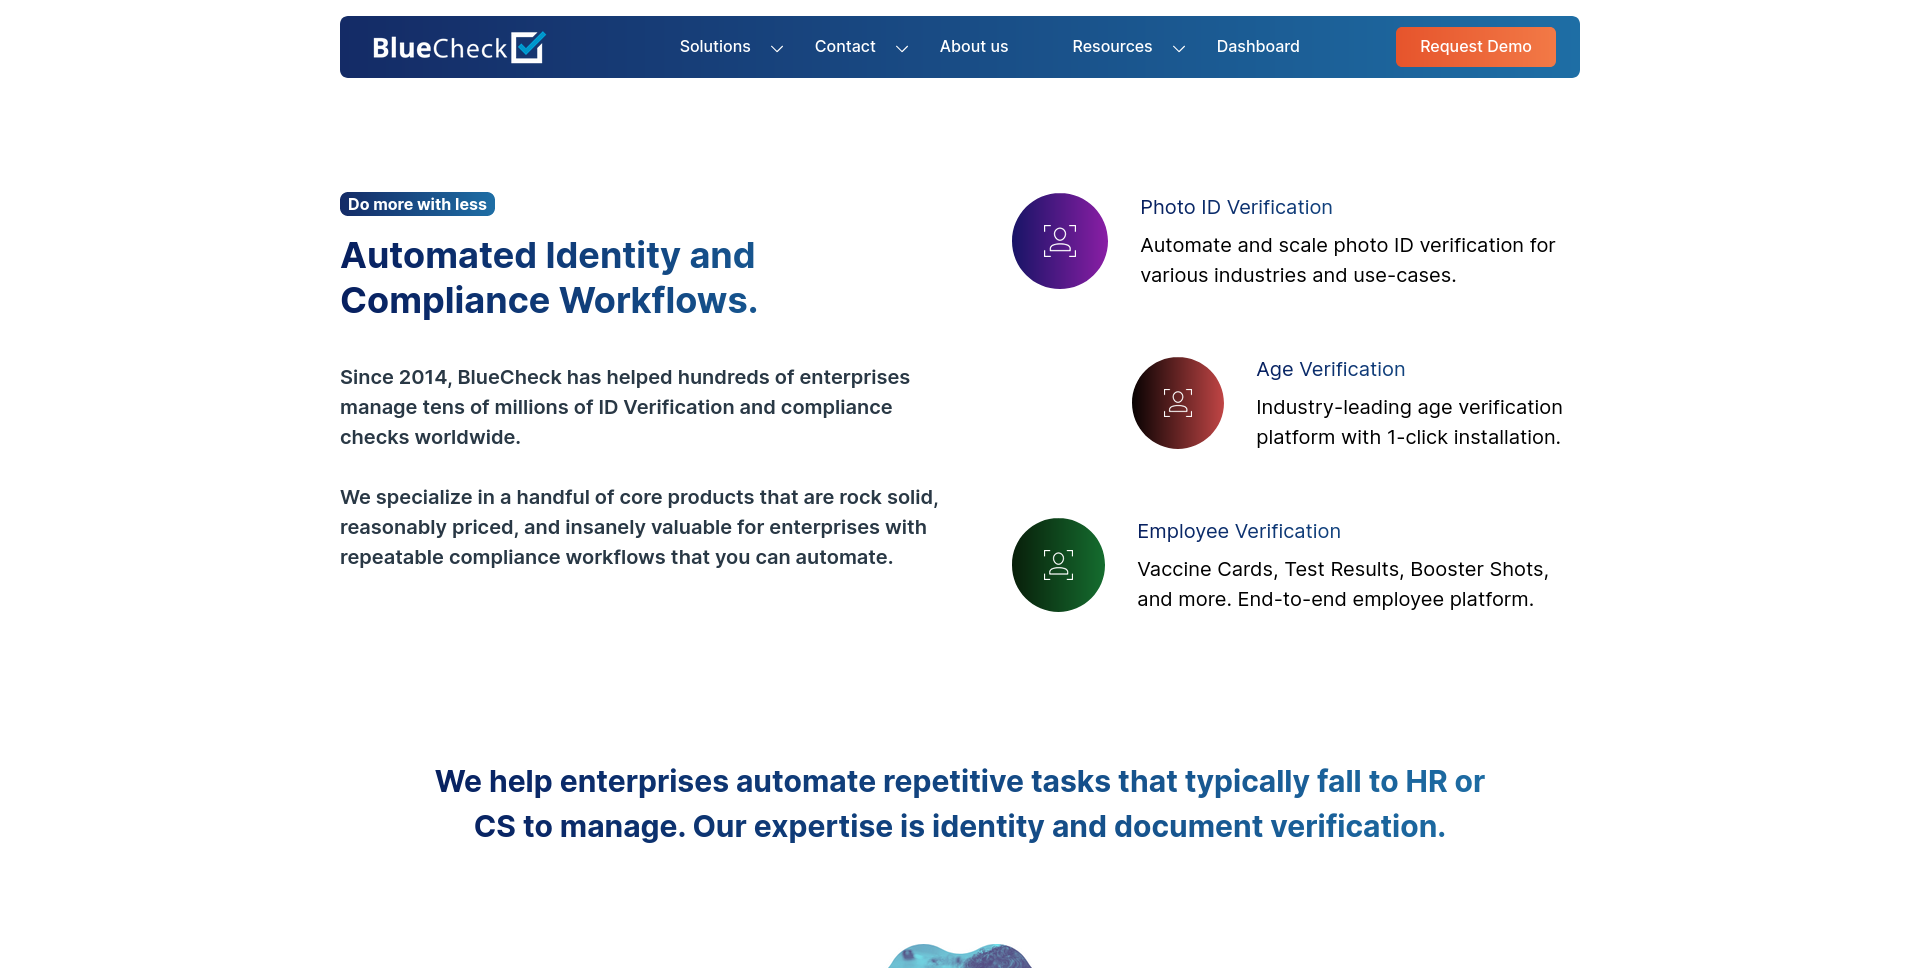 BlueCheck
Solutions
Contact
About us
Resources
Dashboard
Request Demo
Do more with less
Automated Identity and
Compliance Workflows.
Since 2014, BlueCheck has helped hundreds of enterprises
manage tens of millions of ID Verification and compliance
checks worldwide.
We specialize in a handful of core products that are rock solid,
reasonably priced, and insanely valuable for enterprises with
repeatable compliance workflows that you can automate.
Photo ID Verification
Automate and scale photo ID verification for
various industries and use-cases.
Age Verification
Industry-leading age verification
platform with 1-click installation.
Employee Verification
Vaccine Cards, Test Results, Booster Shots,
and more. End-to-end employee platform.
We help enterprises automate repetitive tasks that typically fall to HR or
CS to manage. Our expertise is identity and document verification.